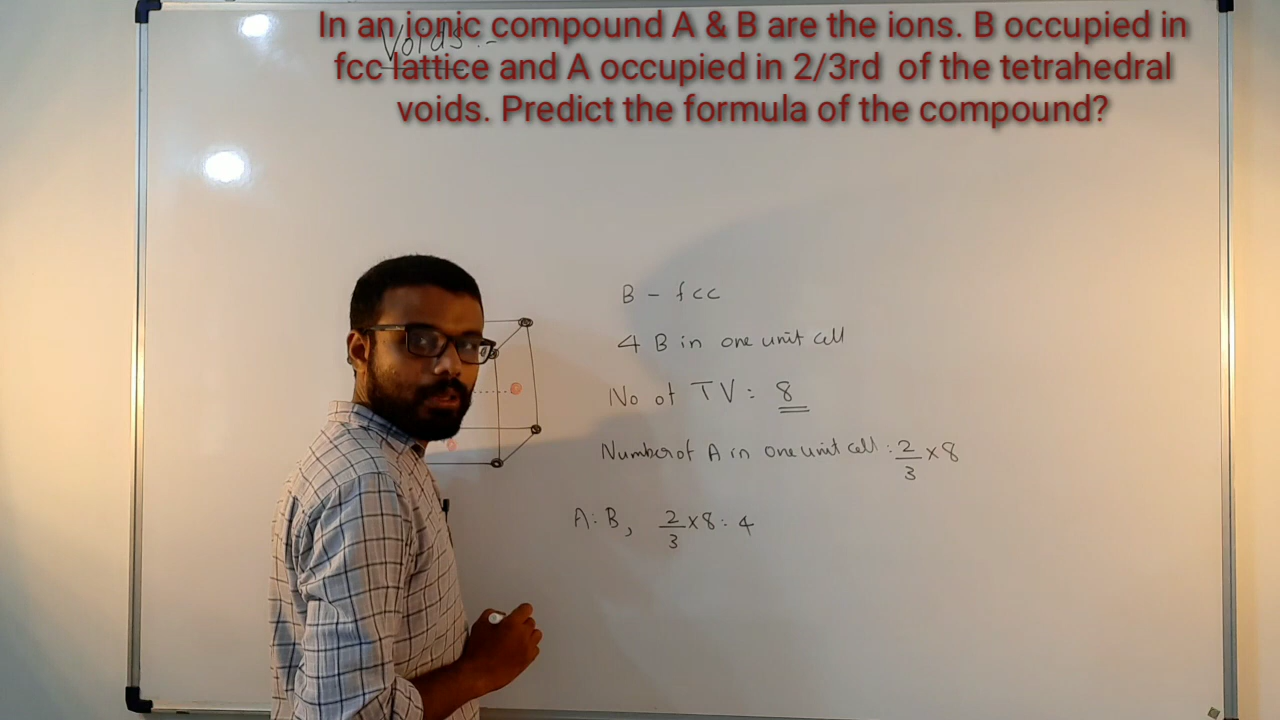 In an ionic compound A & B are the ions. B occupied in
fcc lattice and A occupied in 2/3rd of the tetrahedral
voids. Predict the formula of the compound?
Voids :-
B - fcc
4 B in one unit cell
No of TV : 8
Number of A in one unit cell : 2/3 × 8
A : B, 2/3 × 8 : 4